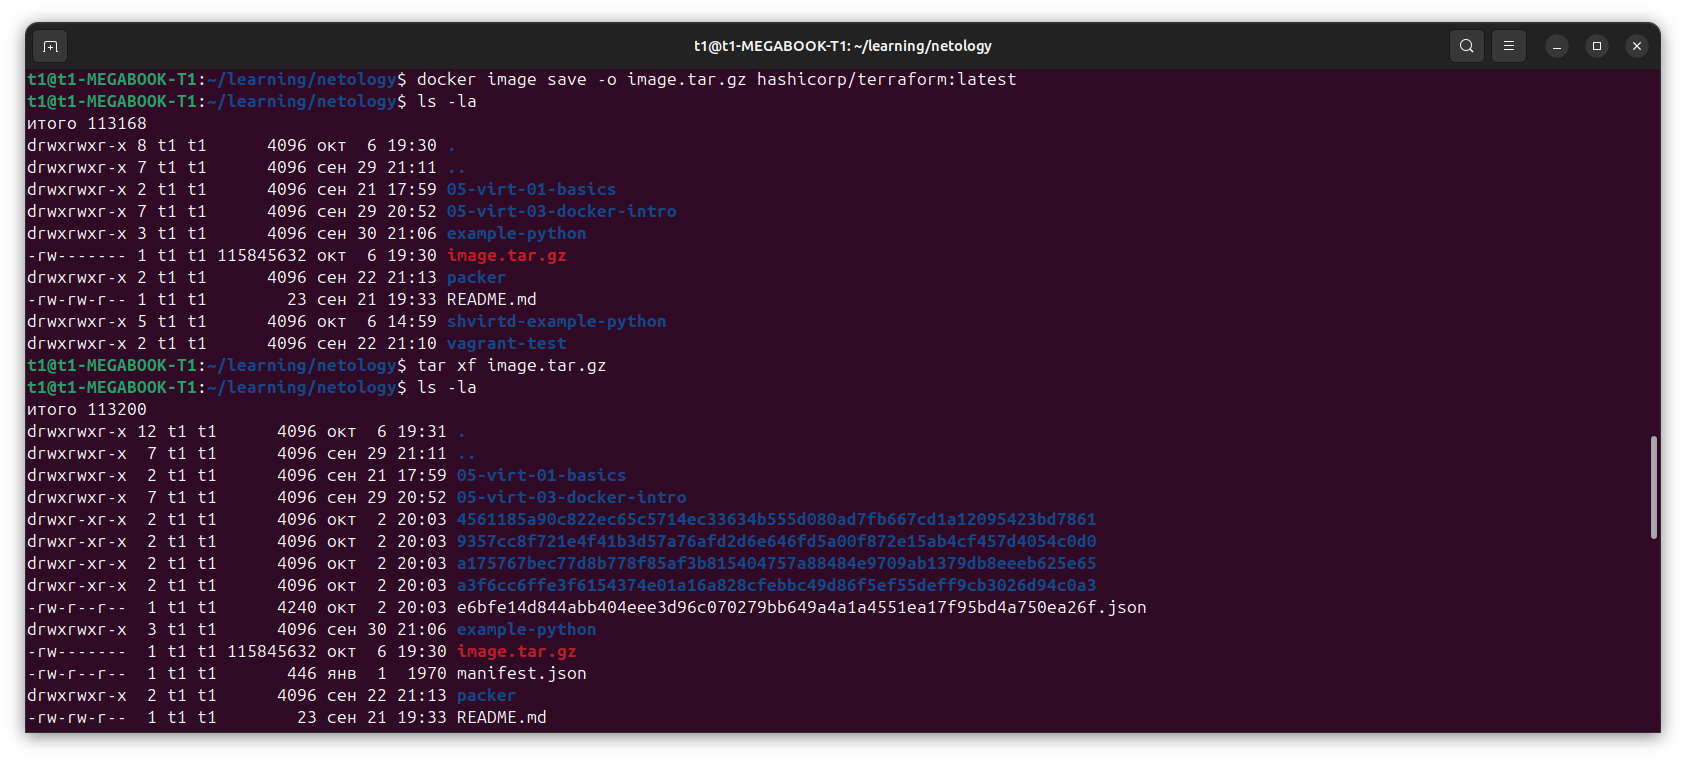 t1@t1-MEGABOOK-T1: ~/learning/netology
t1@t1-MEGABOOK-T1:~/learning/netology$ docker image save -o image.tar.gz hashicorp/terraform:latest
t1@t1-MEGABOOK-T1:~/learning/netology$ ls -la
итого 113168
drwxrwxr-x 8 t1 t1      4096 окт  6 19:30 .
drwxrwxr-x 7 t1 t1      4096 сен 29 21:11 ..
drwxrwxr-x 2 t1 t1      4096 сен 21 17:59 05-virt-01-basics
drwxrwxr-x 7 t1 t1      4096 сен 29 20:52 05-virt-03-docker-intro
drwxrwxr-x 3 t1 t1      4096 сен 30 21:06 example-python
-rw------- 1 t1 t1 115845632 окт  6 19:30 image.tar.gz
drwxrwxr-x 2 t1 t1      4096 сен 22 21:13 packer
-rw-rw-r-- 1 t1 t1        23 сен 21 19:33 README.md
drwxrwxr-x 5 t1 t1      4096 окт  6 14:59 shvirtd-example-python
drwxrwxr-x 2 t1 t1      4096 сен 22 21:10 vagrant-test
t1@t1-MEGABOOK-T1:~/learning/netology$ tar xf image.tar.gz
t1@t1-MEGABOOK-T1:~/learning/netology$ ls -la
итого 113200
drwxrwxr-x 12 t1 t1      4096 окт  6 19:31 .
drwxrwxr-x  7 t1 t1      4096 сен 29 21:11 ..
drwxrwxr-x  2 t1 t1      4096 сен 21 17:59 05-virt-01-basics
drwxrwxr-x  7 t1 t1      4096 сен 29 20:52 05-virt-03-docker-intro
drwxr-xr-x  2 t1 t1      4096 окт  2 20:03 4561185a90c822ec65c5714ec33634b555d080ad7fb667cd1a12095423bd7861
drwxr-xr-x  2 t1 t1      4096 окт  2 20:03 9357cc8f721e4f41b3d57a76afd2d6e646fd5a00f872e15ab4cf457d4054c0d0
drwxr-xr-x  2 t1 t1      4096 окт  2 20:03 a175767bec77d8b778f85af3b815404757a88484e9709ab1379db8eeeb625e65
drwxr-xr-x  2 t1 t1      4096 окт  2 20:03 a3f6cc6ffe3f6154374e01a16a828cfebbc49d86f5ef55deff9cb3026d94c0a3
-rw-r--r--  1 t1 t1      4240 окт  2 20:03 e6bfe14d844abb404eee3d96c070279bb649a4a1a4551ea17f95bd4a750ea26f.json
drwxrwxr-x  3 t1 t1      4096 сен 30 21:06 example-python
-rw-------  1 t1 t1 115845632 окт  6 19:30 image.tar.gz
-rw-r--r--  1 t1 t1       446 янв  1  1970 manifest.json
drwxrwxr-x  2 t1 t1      4096 сен 22 21:13 packer
-rw-rw-r--  1 t1 t1        23 сен 21 19:33 README.md